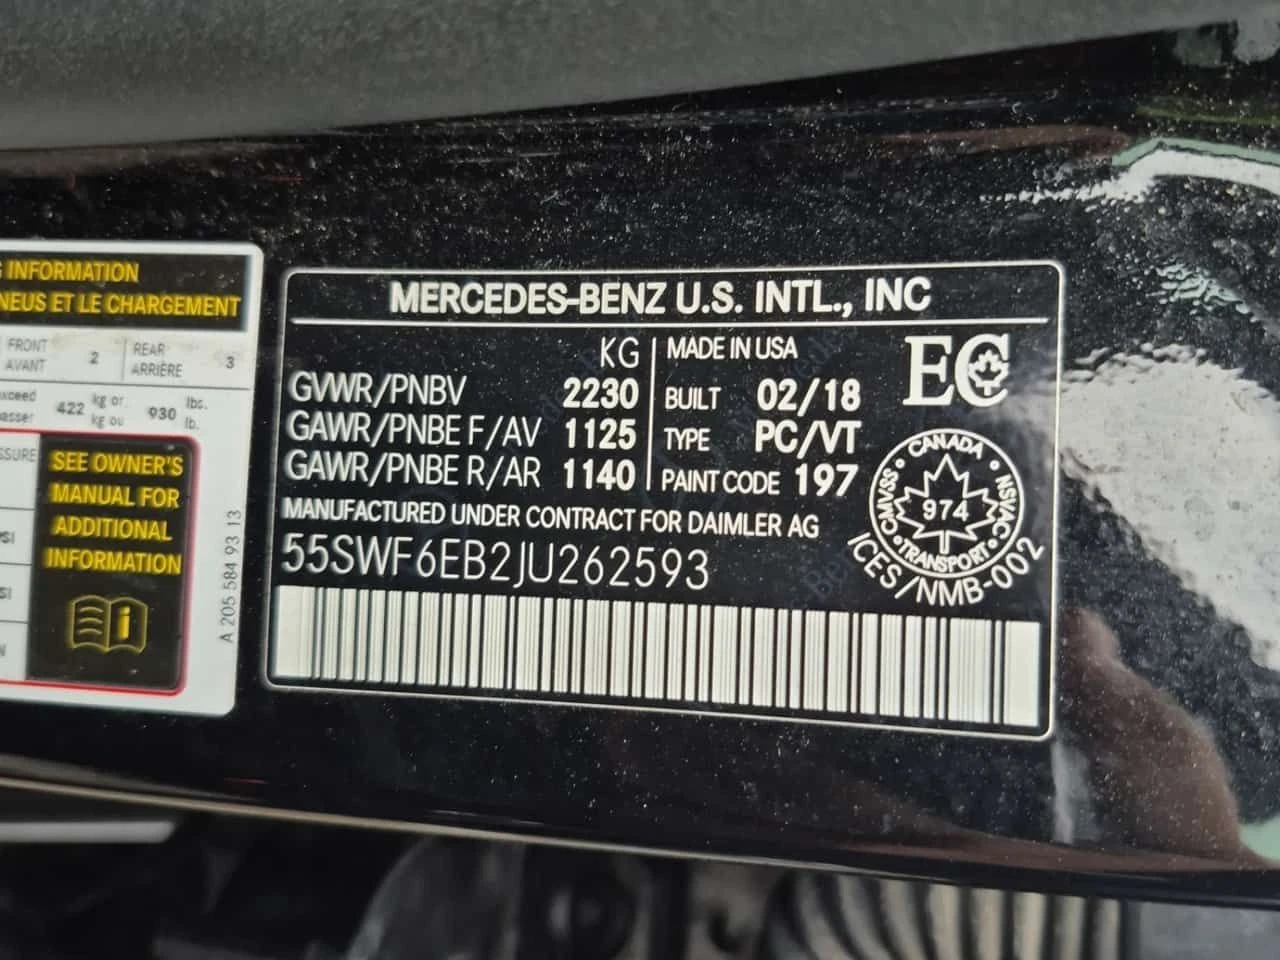 INFORMATION
NEUS ET LE CHARGEMENT
FRONT
AVANT
2
REAR
ARRIÈRE
3
422 kg or
kg ou
930 lbs.
lb.
SEE OWNER'S
MANUAL FOR
ADDITIONAL
INFORMATION
A 205 584 93 13
MERCEDES-BENZ U.S. INTL., INC
KG
GVWR/PNBV 2230
GAWR/PNBE F/AV 1125
GAWR/PNBE R/AR 1140
MADE IN USA
BUILT 02/18
TYPE PC/VT
PAINT CODE 197
MANUFACTURED UNDER CONTRACT FOR DAIMLER AG
55SWF6EB2JU262593
EC
CANADA
CMVSS
974
NSVAC
TRANSPORT
ICES/NMB-002